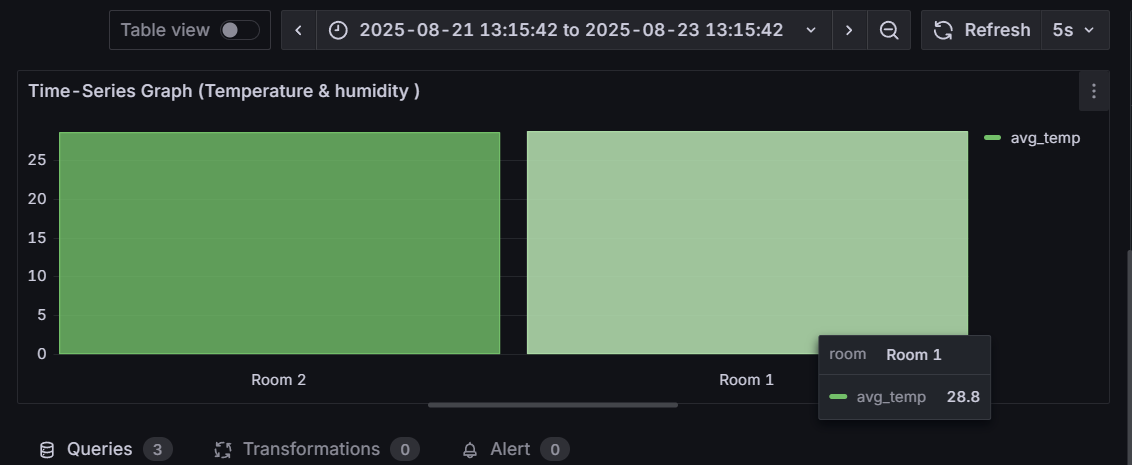 Table view
2025-08-21 13:15:42 to 2025-08-23 13:15:42
Refresh
5s
Time-Series Graph (Temperature & humidity )
avg_temp
25
20
15
10
5
0
Room 2
Room 1
room Room 1
avg_temp 28.8
Queries 3
Transformations 0
Alert 0